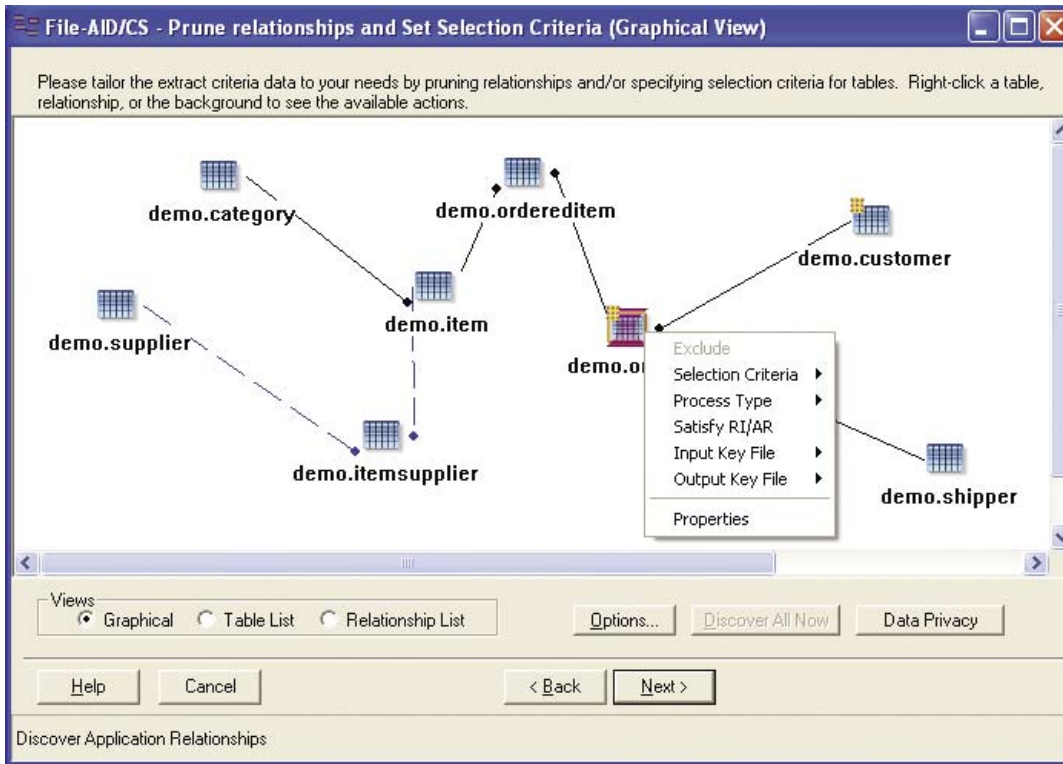 File-AID/CS - Prune relationships and Set Selection Criteria (Graphical View)
Please tailor the extract criteria data to your needs by pruning relationships and/or specifying selection criteria for tables. Right-click a table,
relationship, or the background to see the available actions.
demo.category
demo.ordereditem
demo.customer
demo.supplier
demo.item
demo.or
Exclude
Selection Criteria
Process Type
Satisfy RI/AR
Input Key File
Output Key File
Properties
demo.itemsupplier
demo.shipper
Views
Graphical
Table List
Relationship List
Options...
Discover All Now
Data Privacy
Help
Cancel
< Back
Next >
Discover Application Relationships